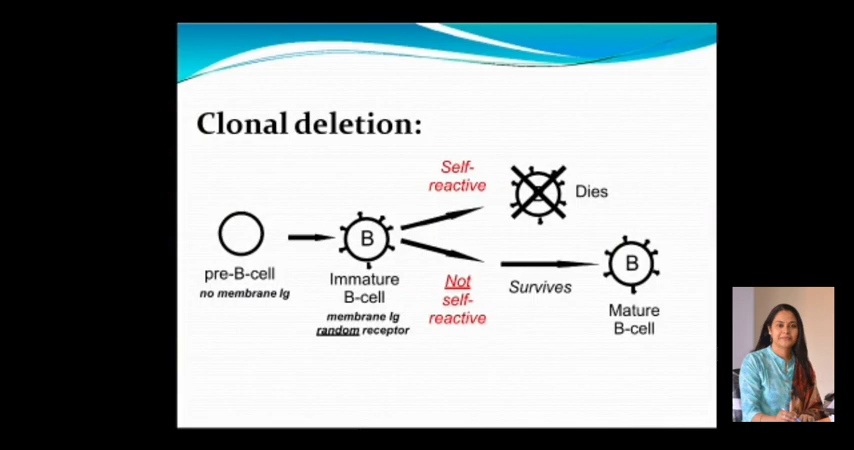 Clonal deletion:
Self-
reactive
Dies
B
pre-B-cell
no membrane Ig
Immature
B-cell
membrane Ig
random receptor
Not
self-
reactive
Survives
B
Mature
B-cell